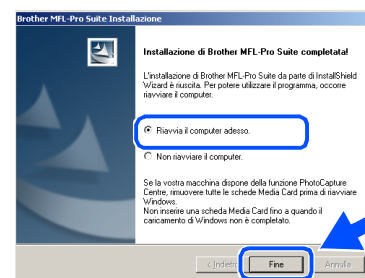 Brother MFL-Pro Suite Installazione
Installazione di Brother MFL-Pro Suite completata!
L'installazione di Brother MFL-Pro Suite da parte di InstallShield
Wizard è riuscita. Per potere utilizzare il programma, occorre
riavviare il computer.
Riavvia il computer adesso.
Non riavviare il computer.
Se la vostra macchina dispone della funzione PhotoCapture
Centre, rimuovere tutte le schede Media Card prima di riavviare
Windows.
Non inserire una scheda Media Card fino a quando il
caricamento di Windows non è completato.
< Indietro
Fine
Annulla